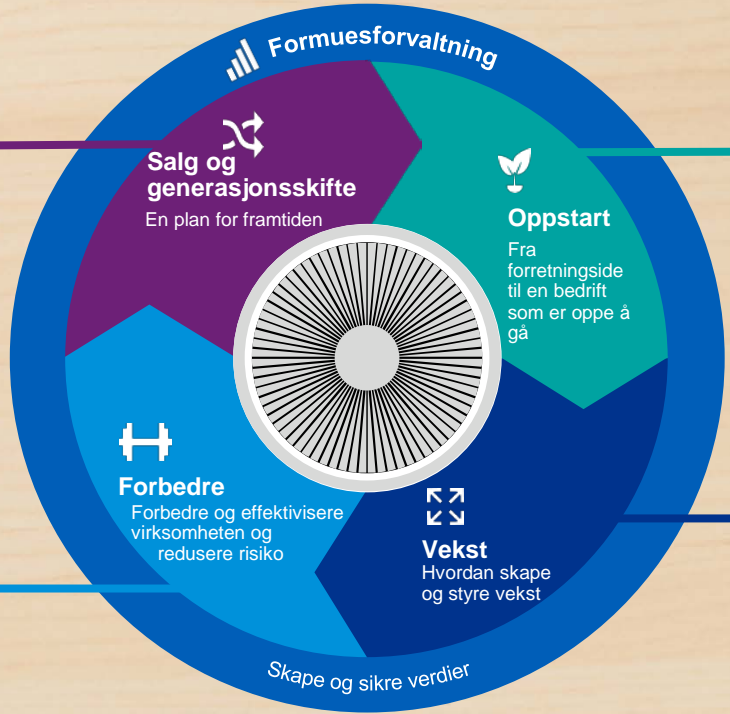 Formuesforvaltning
Salg og
generasjonsskifte
En plan for framtiden
Oppstart
Fra
forretningside
til en bedrift
som er oppe å
gå
Forbedre
Forbedre og effektivisere
virksomheten og
redusere risiko
Vekst
Hvordan skape
og styre vekst
Skape og sikre verdier